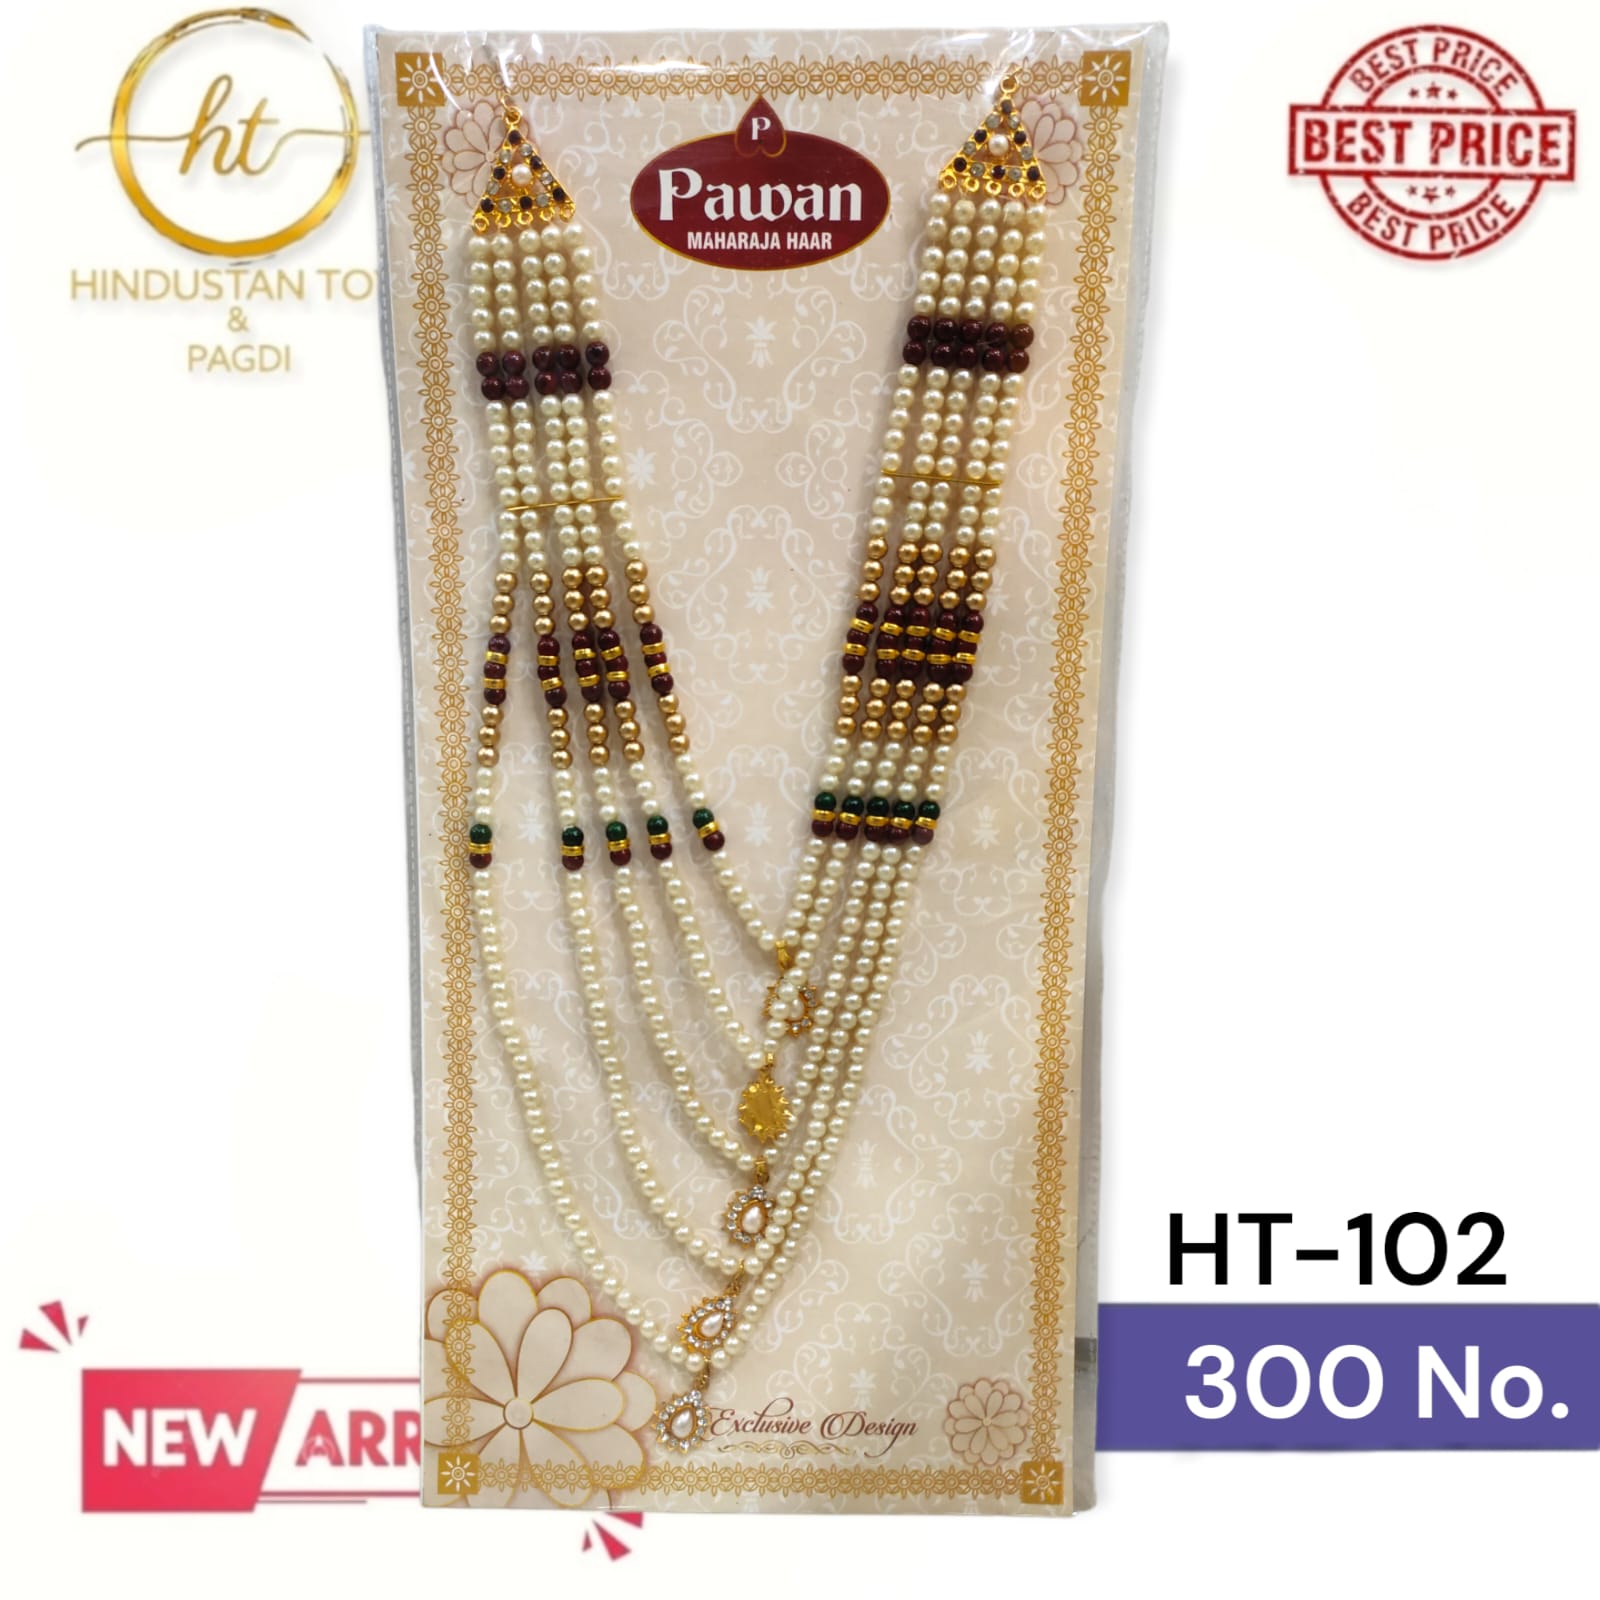 ht
HINDUSTAN TO
&
PAGDI
P
Pawan
MAHARAJA HAAR
BEST PRICE
BEST PRICE
BEST PRICE
HT-102
300 No.
NEW ARR
Exclusive Design